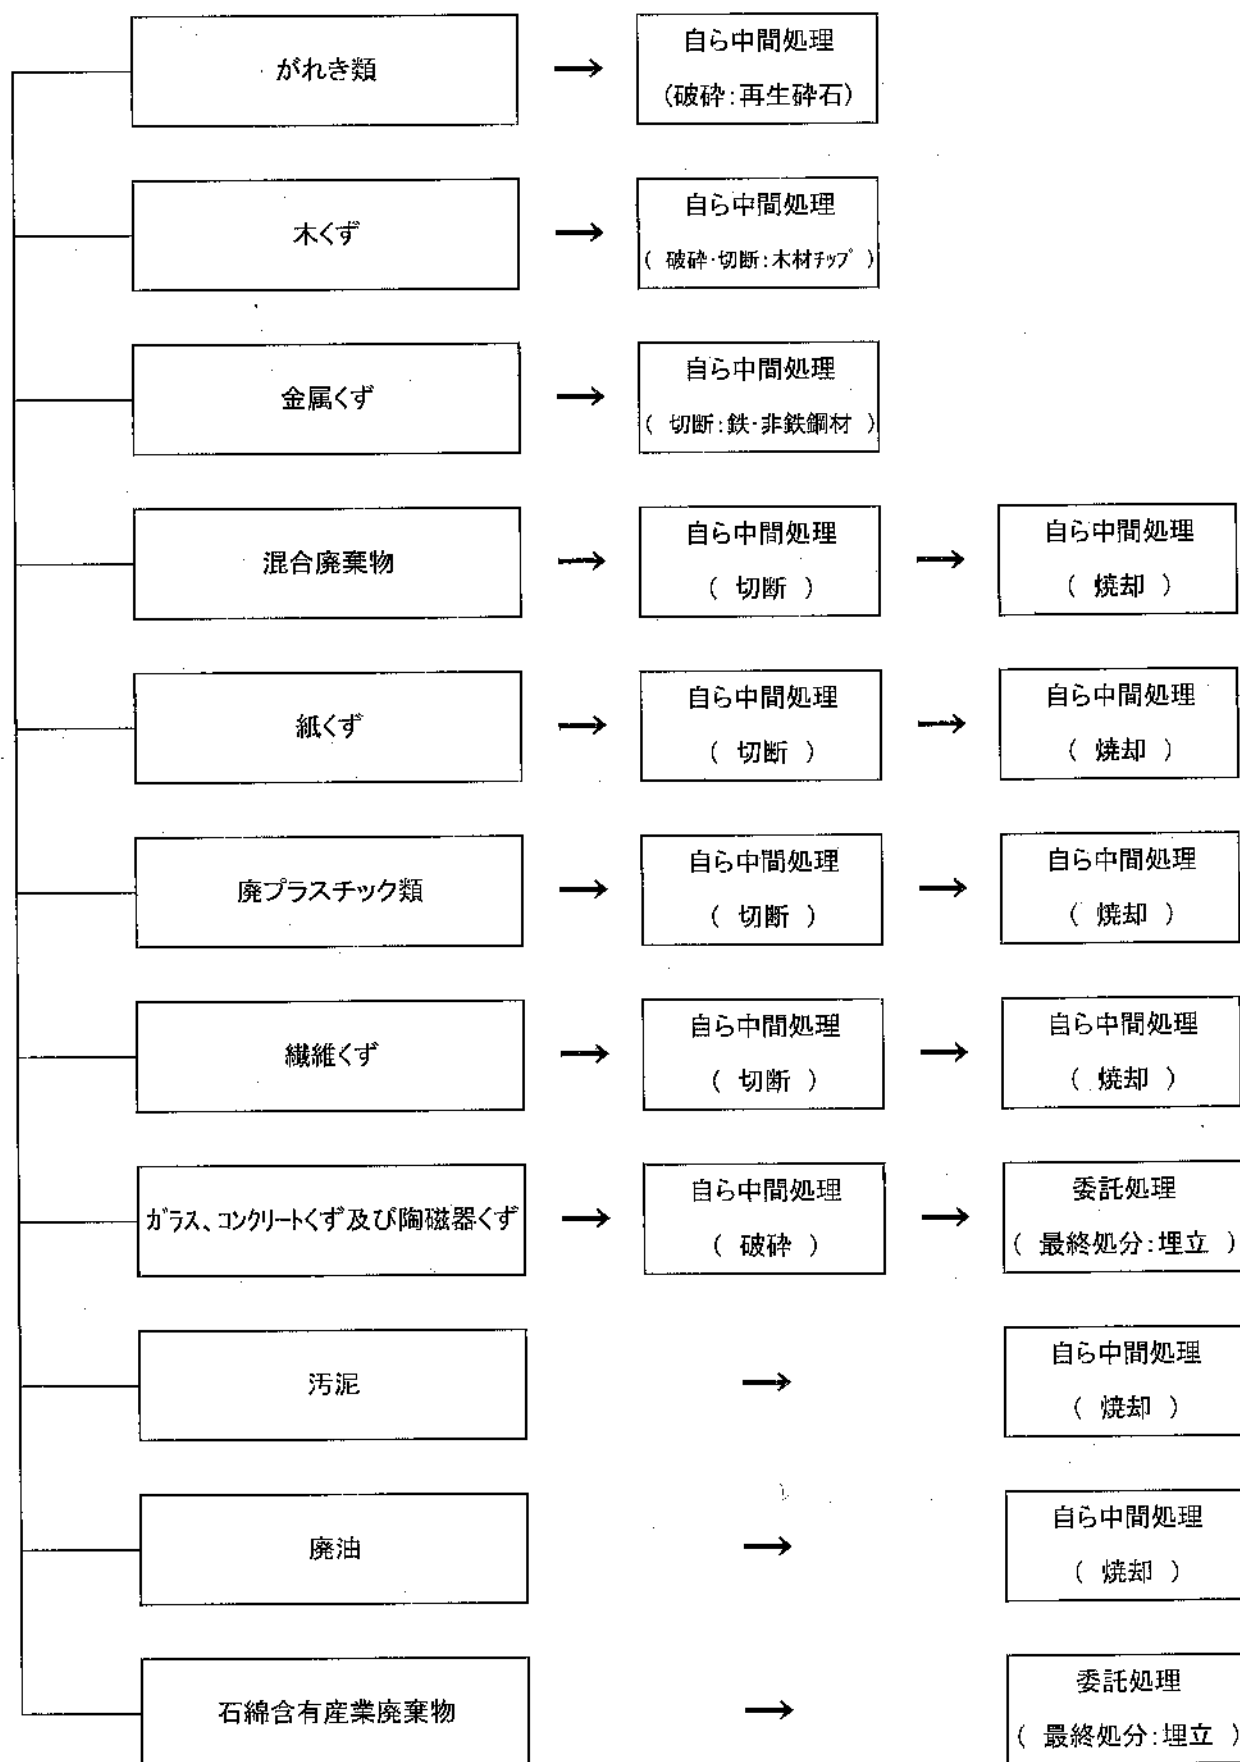 がれき類
→
自ら中間処理
(破砕:再生砕石)
木くず
→
自ら中間処理
( 破砕・切断:木材チップ )
金属くず
→
自ら中間処理
( 切断:鉄・非鉄鋼材 )
混合廃棄物
→
自ら中間処理
( 切断 )
→
自ら中間処理
( 焼却 )
紙くず
→
自ら中間処理
( 切断 )
→
自ら中間処理
( 焼却 )
廃プラスチック類
→
自ら中間処理
( 切断 )
→
自ら中間処理
( 焼却 )
繊維くず
→
自ら中間処理
( 切断 )
→
自ら中間処理
( 焼却 )
ガラス、コンクリートくず及び陶磁器くず
→
自ら中間処理
( 破砕 )
→
委託処理
( 最終処分:埋立 )
汚泥
→
自ら中間処理
( 焼却 )
廃油
→
自ら中間処理
( 焼却 )
石綿含有産業廃棄物
→
委託処理
( 最終処分:埋立 )